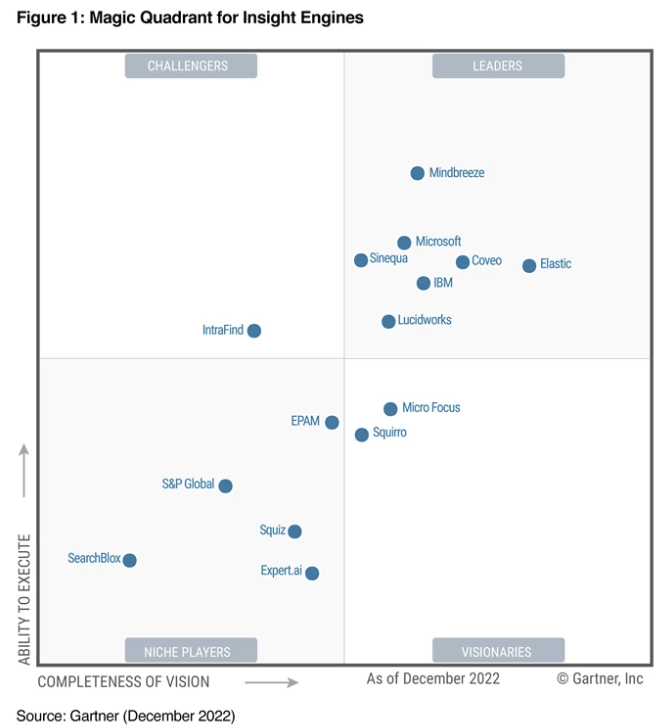 Figure 1: Magic Quadrant for Insight Engines
CHALLENGERS
LEADERS
Mindbreeze
Microsoft
Sinequa
Coveo
Elastic
IBM
Lucidworks
IntraFind
Micro Focus
EPAM
Squirro
S&P Global
Squiz
SearchBlox
Expert.ai
NICHE PLAYERS
VISIONARIES
ABILITY TO EXECUTE
COMPLETENESS OF VISION
As of December 2022
© Gartner, Inc
Source: Gartner (December 2022)